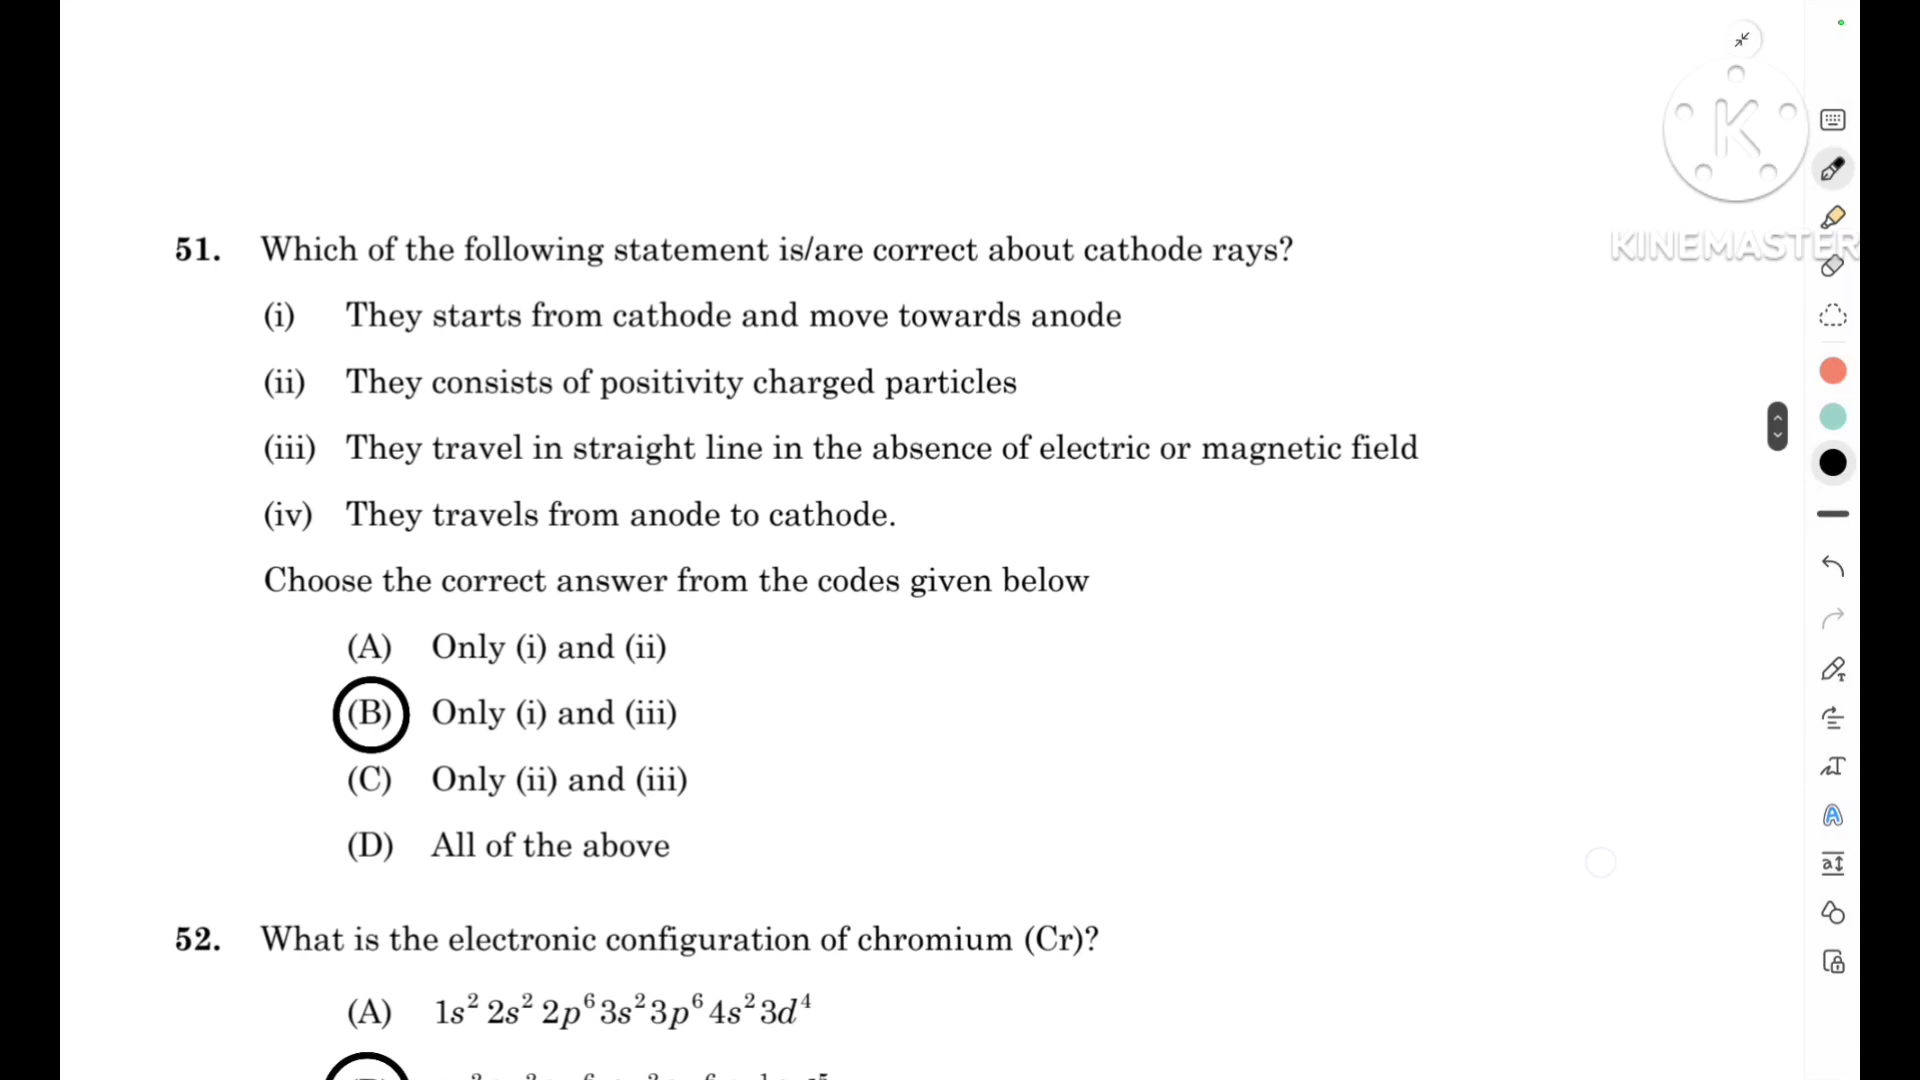 KINEMASTER
51. Which of the following statement is/are correct about cathode rays?
(i) They starts from cathode and move towards anode
(ii) They consists of positivity charged particles
(iii) They travel in straight line in the absence of electric or magnetic field
(iv) They travels from anode to cathode.
Choose the correct answer from the codes given below
(A) Only (i) and (ii)
(B) Only (i) and (iii)
(C) Only (ii) and (iii)
(D) All of the above
52. What is the electronic configuration of chromium (Cr)?
(A) 1s² 2s² 2p⁶ 3s² 3p⁶ 4s² 3d⁴